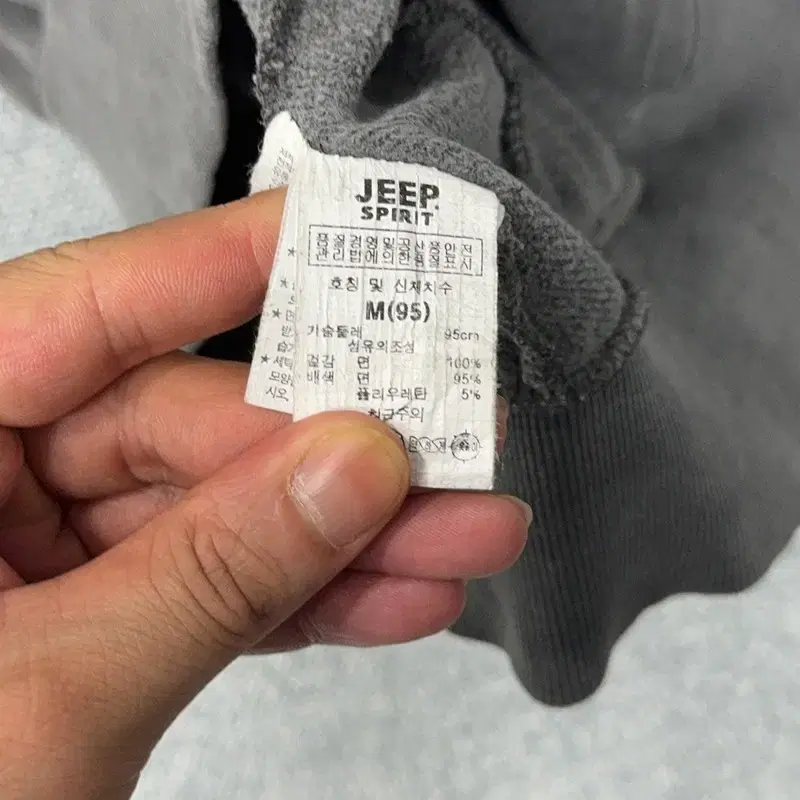 JEEP
SPIRIT
품질경영및공산품안전
관리법에의한품질표시
호칭 및 신체치수
M(95)
가슴둘레 95cm
섬유의조성
겉감 면 100%
배색 면 95%
폴리우레탄 5%
취급주의